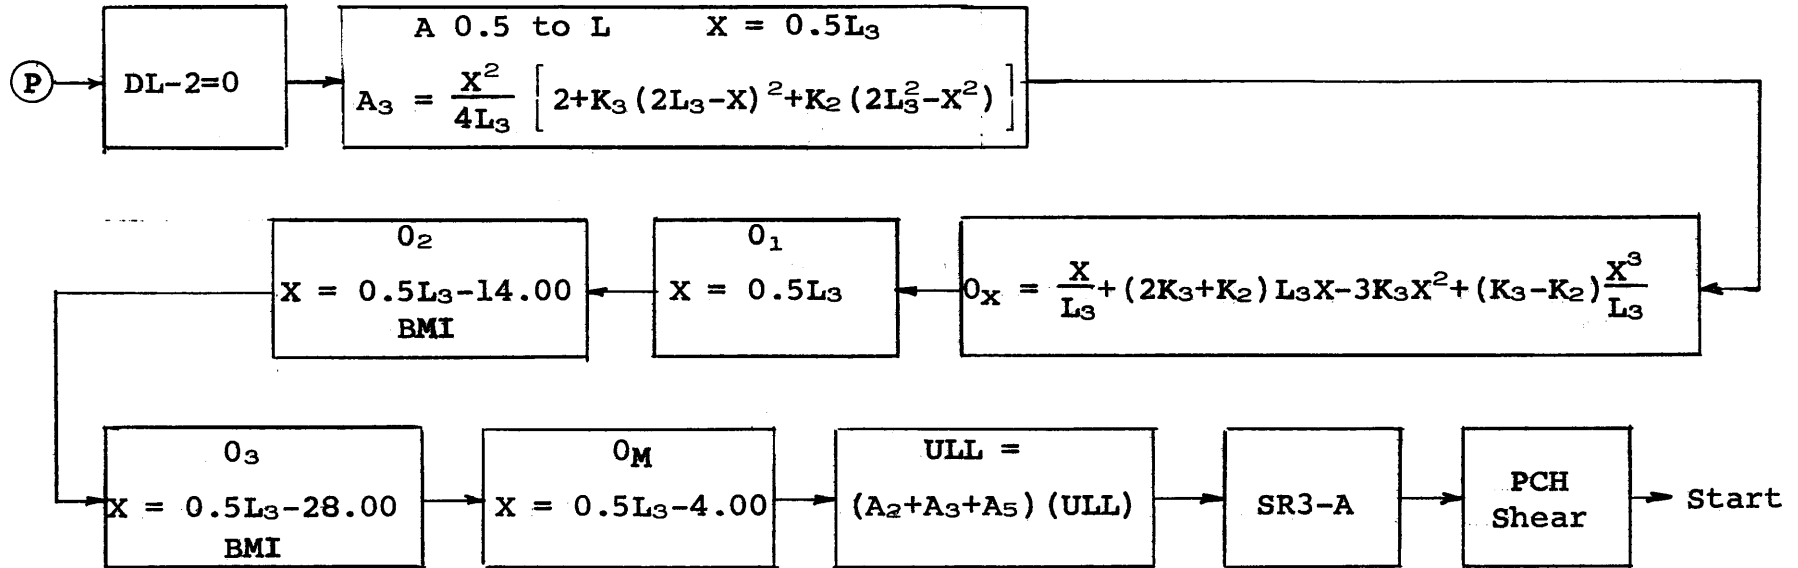 P
DL-2=0
A 0.5 to L X = 0.5L₃
A₃ = X²/4L₃ [2+K₃(2L₃-X)²+K₂(2L₃²-X²)]
0ₓ = X/L₃+(2K₃+K₂)L₃X-3K₃X²+(K₃-K₂)X³/L₃
0₁
X = 0.5L₃
0₂
X = 0.5L₃-14.00
BMI
0₃
X = 0.5L₃-28.00
BMI
0M
X = 0.5L₃-4.00
ULL =
(A₂+A₃+A₅)(ULL)
SR3-A
PCH
Shear
Start